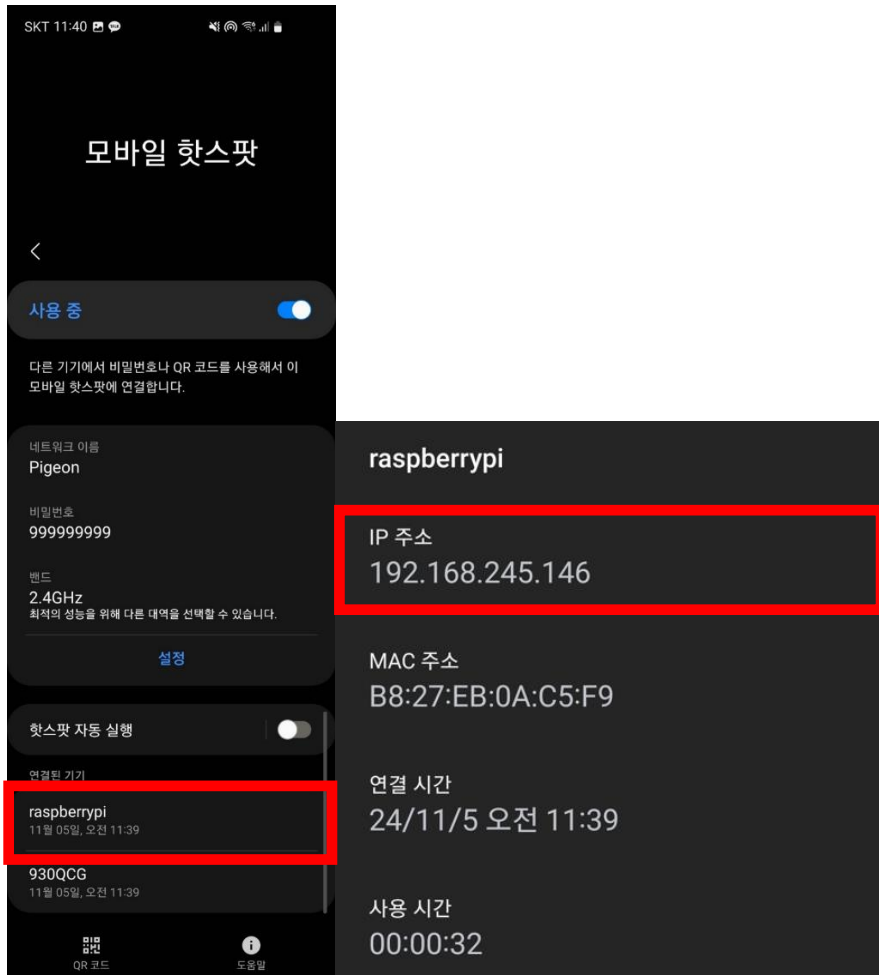 SKT 11:40
모바일 핫스팟
사용 중
다른 기기에서 비밀번호나 QR 코드를 사용해서 이
모바일 핫스팟에 연결합니다.
네트워크 이름
Pigeon
비밀번호
999999999
밴드
2.4GHz
최적의 성능을 위해 다른 대역을 선택할 수 있습니다.
설정
핫스팟 자동 실행
연결된 기기
raspberrypi
11월 05일, 오전 11:39
930QCG
11월 05일, 오전 11:39
QR 코드
도움말
raspberrypi
IP 주소
192.168.245.146
MAC 주소
B8:27:EB:0A:C5:F9
연결 시간
24/11/5 오전 11:39
사용 시간
00:00:32